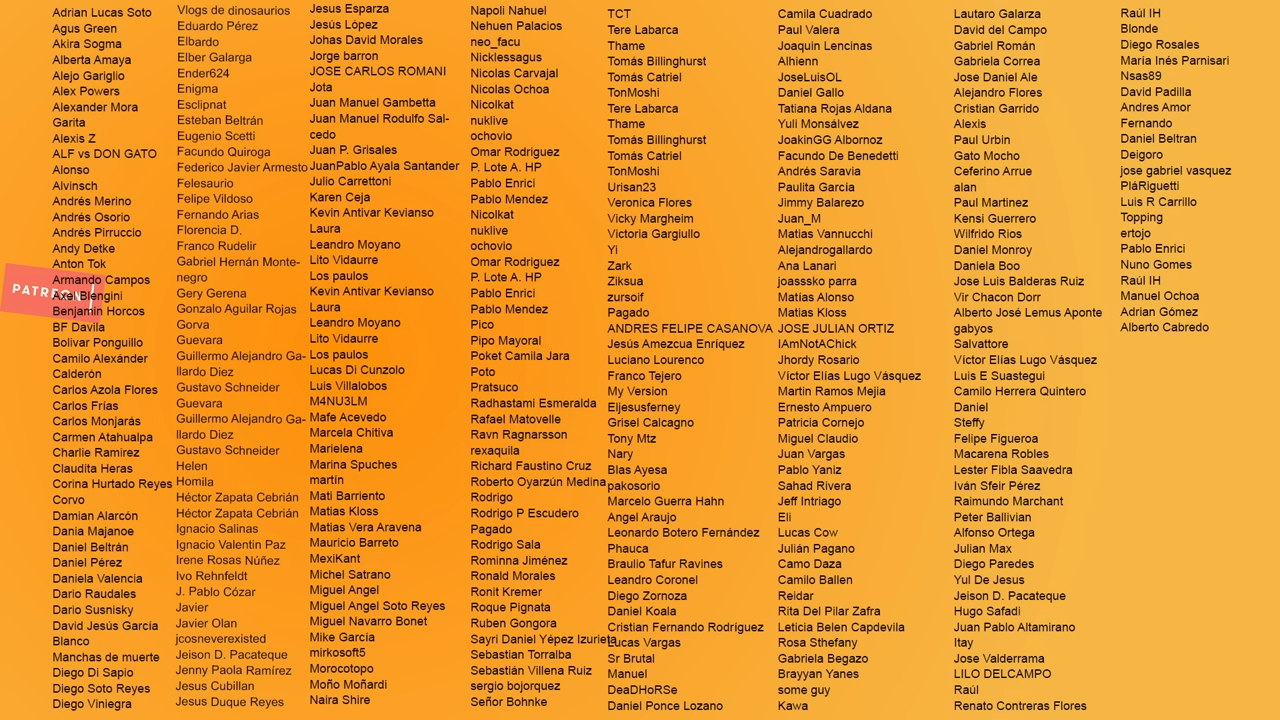 Adrian Lucas Soto
Agus Green
Akira Sogma
Alberta Amaya
Alejo Gariglio
Alex Powers
Alexander Mora
Garita
Alexis Z
ALF vs DON GATO
Alonso
Alvinsch
Andrés Merino
Andrés Osorio
Andrés Pirruccio
Andy Detke
Anton Tok
Armando Campos
PATREON
Axel Blengini
Benjamin Horcos
BF Davila
Bolivar Ponguillo
Camilo Alexánder
Calderón
Carlos Azola Flores
Carlos Frías
Carlos Monjarás
Carmen Atahualpa
Charlie Ramirez
Claudita Heras
Corina Hurtado Reyes
Corvo
Damian Alarcón
Dania Majanoe
Daniel Beltrán
Daniel Pérez
Daniela Valencia
Dario Raudales
Dario Susnisky
David Jesús García
Blanco
Manchas de muerte
Diego Di Sapio
Diego Soto Reyes
Diego Viniegra
Vlogs de dinosaurios
Eduardo Pérez
Elbardo
Elber Galarga
Ender624
Enigma
Esclipnat
Esteban Beltrán
Eugenio Scetti
Facundo Quiroga
Federico Javier Armesto
Felesaurio
Felipe Vildoso
Fernando Arias
Florencia D.
Franco Rudelir
Gabriel Hernán Monte-
negro
Gery Gerena
Gonzalo Aguilar Rojas
Gorva
Guevara
Guillermo Alejandro Ga-
llardo Diez
Gustavo Schneider
Guevara
Guillermo Alejandro Ga-
llardo Diez
Gustavo Schneider
Helen
Homila
Héctor Zapata Cebrián
Héctor Zapata Cebrián
Ignacio Salinas
Ignacio Valentin Paz
Irene Rosas Núñez
Ivo Rehnfeldt
J. Pablo Cózar
Javier
Javier Olan
jcosneverexisted
Jeison D. Pacateque
Jenny Paola Ramírez
Jesus Cubillan
Jesus Duque Reyes
Jesus Esparza
Jesús López
Johas David Morales
Jorge barron
JOSE CARLOS ROMANI
Jota
Juan Manuel Gambetta
Juan Manuel Rodulfo Sal-
cedo
Juan P. Grisales
JuanPablo Ayala Santander
Julio Carrettoni
Karen Ceja
Kevin Antivar Kevianso
Laura
Leandro Moyano
Lito Vidaurre
Los paulos
Kevin Antivar Kevianso
Laura
Leandro Moyano
Lito Vidaurre
Los paulos
Lucas Di Cunzolo
Luis Villalobos
M4NU3LM
Mafe Acevedo
Marcela Chitiva
Marielena
Marina Spuches
martín
Mati Barriento
Matias Kloss
Matias Vera Aravena
Mauricio Barreto
MexiKant
Michel Satrano
Miguel Angel
Miguel Angel Soto Reyes
Miguel Navarro Bonet
Mike García
mirkosoft5
Morocotopo
Moño Moñardi
Naira Shire
Napoli Nahuel
Nehuen Palacios
neo_facu
Nicklessagus
Nicolas Carvajal
Nicolas Ochoa
Nicolkat
nuklive
ochovio
Omar Rodriguez
P. Lote A. HP
Pablo Enrici
Pablo Mendez
Nicolkat
nuklive
ochovio
Omar Rodriguez
P. Lote A. HP
Pablo Enrici
Pablo Mendez
Pico
Pipo Mayoral
Poket Camila Jara
Poto
Pratsuco
Radhastami Esmeralda
Rafael Matovelle
Ravn Ragnarsson
rexaquila
Richard Faustino Cruz
Roberto Oyarzún Medina
Rodrigo
Rodrigo P Escudero
Pagado
Rodrigo Sala
Rominna Jiménez
Ronald Morales
Ronit Kremer
Roque Pignata
Ruben Gongora
Sayri Daniel Yépez Izurieta
Sebastian Torralba
Sebastián Villena Ruiz
sergio bojorquez
Señor Bohnke
TCT
Tere Labarca
Thame
Tomás Billinghurst
Tomás Catriel
TonMoshi
Tere Labarca
Thame
Tomás Billinghurst
Tomás Catriel
TonMoshi
Urisan23
Veronica Flores
Vicky Margheim
Victoria Gargiullo
Yi
Zark
Ziksua
zursoif
Pagado
ANDRES FELIPE CASANOVA
Jesús Amezcua Enríquez
Luciano Lourenco
Franco Tejero
My Version
Eljesusferney
Grisel Calcagno
Tony Mtz
Nary
Blas Ayesa
pakosorio
Marcelo Guerra Hahn
Angel Araujo
Leonardo Botero Fernández
Phauca
Braulio Tafur Ravines
Leandro Coronel
Diego Zornoza
Daniel Koala
Cristian Fernando Rodríguez
Lucas Vargas
Sr Brutal
Manuel
DeaDHoRSe
Daniel Ponce Lozano
Camila Cuadrado
Paul Valera
Joaquin Lencinas
Alhienn
JoseLuisOL
Daniel Gallo
Tatiana Rojas Aldana
Yuli Monsálvez
JoakinGG Albornoz
Facundo De Benedetti
Andrés Saravia
Paulita García
Jimmy Balarezo
Juan_M
Matías Vannucchi
Alejandrogallardo
Ana Lanari
joasssko parra
Matías Alonso
Matias Kloss
JOSE JULIAN ORTIZ
IAmNotAChick
Jhordy Rosario
Víctor Elías Lugo Vásquez
Martin Ramos Mejia
Ernesto Ampuero
Patricia Cornejo
Miguel Claudio
Juan Vargas
Pablo Yaniz
Sahad Rivera
Jeff Intriago
Eli
Lucas Cow
Julián Pagano
Camo Daza
Camilo Ballen
Reidar
Rita Del Pilar Zafra
Leticia Belen Capdevila
Rosa Sthefany
Gabriela Begazo
Brayyan Yanes
some guy
Kawa
Lautaro Galarza
David del Campo
Gabriel Román
Gabriela Correa
Jose Daniel Ale
Alejandro Flores
Cristian Garrido
Alexis
Paul Urbin
Gato Mocho
Ceferino Arrue
alan
Paul Martinez
Kensi Guerrero
Wilfrido Rios
Daniel Monroy
Daniela Boo
Jose Luis Balderas Ruiz
Vir Chacon Dorr
Alberto José Lemus Aponte
gabyos
Salvattore
Víctor Elías Lugo Vásquez
Luis E Suastegui
Camilo Herrera Quintero
Daniel
Steffy
Felipe Figueroa
Macarena Robles
Lester Fibla Saavedra
Iván Sfeir Pérez
Raimundo Marchant
Peter Ballivian
Alfonso Ortega
Julian Max
Diego Paredes
Yul De Jesus
Jeison D. Pacateque
Hugo Safadi
Juan Pablo Altamirano
Itay
Jose Valderrama
LILO DELCAMPO
Raúl
Renato Contreras Flores
Raúl IH
Blonde
Diego Rosales
María Inés Parnisari
Nsas89
David Padilla
Andres Amor
Fernando
Daniel Beltran
Deigoro
jose gabriel vasquez
PláRiguetti
Luis R Carrillo
Topping
ertojo
Pablo Enrici
Nuno Gomes
Raúl IH
Manuel Ochoa
Adrián Gómez
Alberto Cabredo